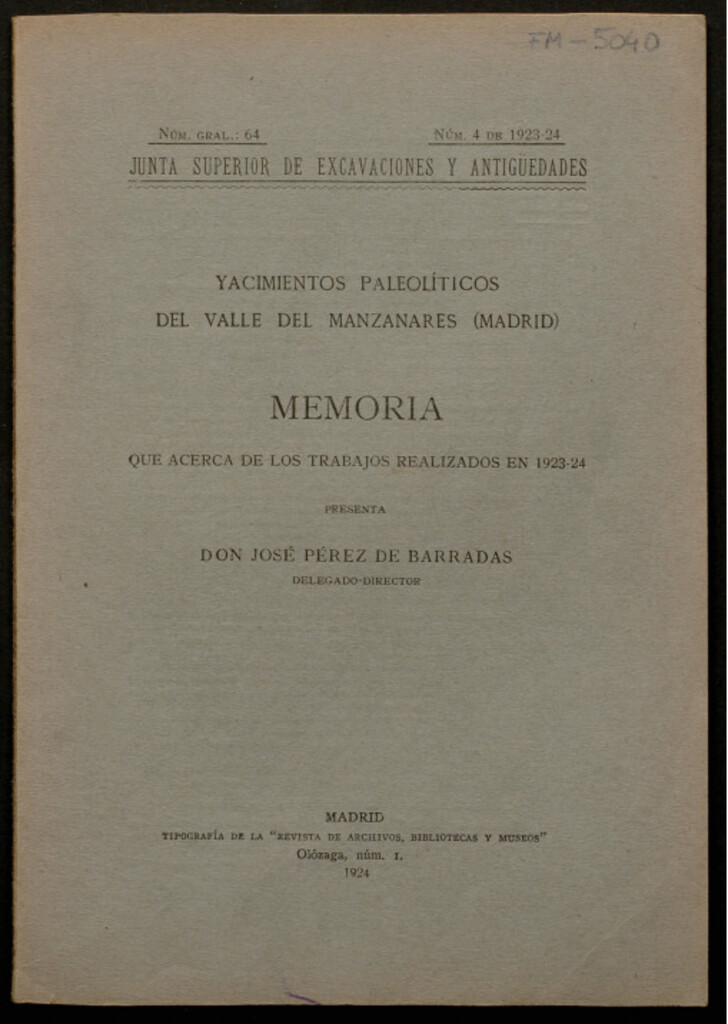 FM-5040
NÚM. GRAL.: 64
NÚM. 4 DE 1923-24
JUNTA SUPERIOR DE EXCAVACIONES Y ANTIGÜEDADES
YACIMIENTOS PALEOLÍTICOS
DEL VALLE DEL MANZANARES (MADRID)
MEMORIA
QUE ACERCA DE LOS TRABAJOS REALIZADOS EN 1923-24
PRESENTA
DON JOSÉ PÉREZ DE BARRADAS
DELEGADO-DIRECTOR
MADRID
TIPOGRAFÍA DE LA "REVISTA DE ARCHIVOS, BIBLIOTECAS Y MUSEOS"
Olózaga, núm. 1.
1924